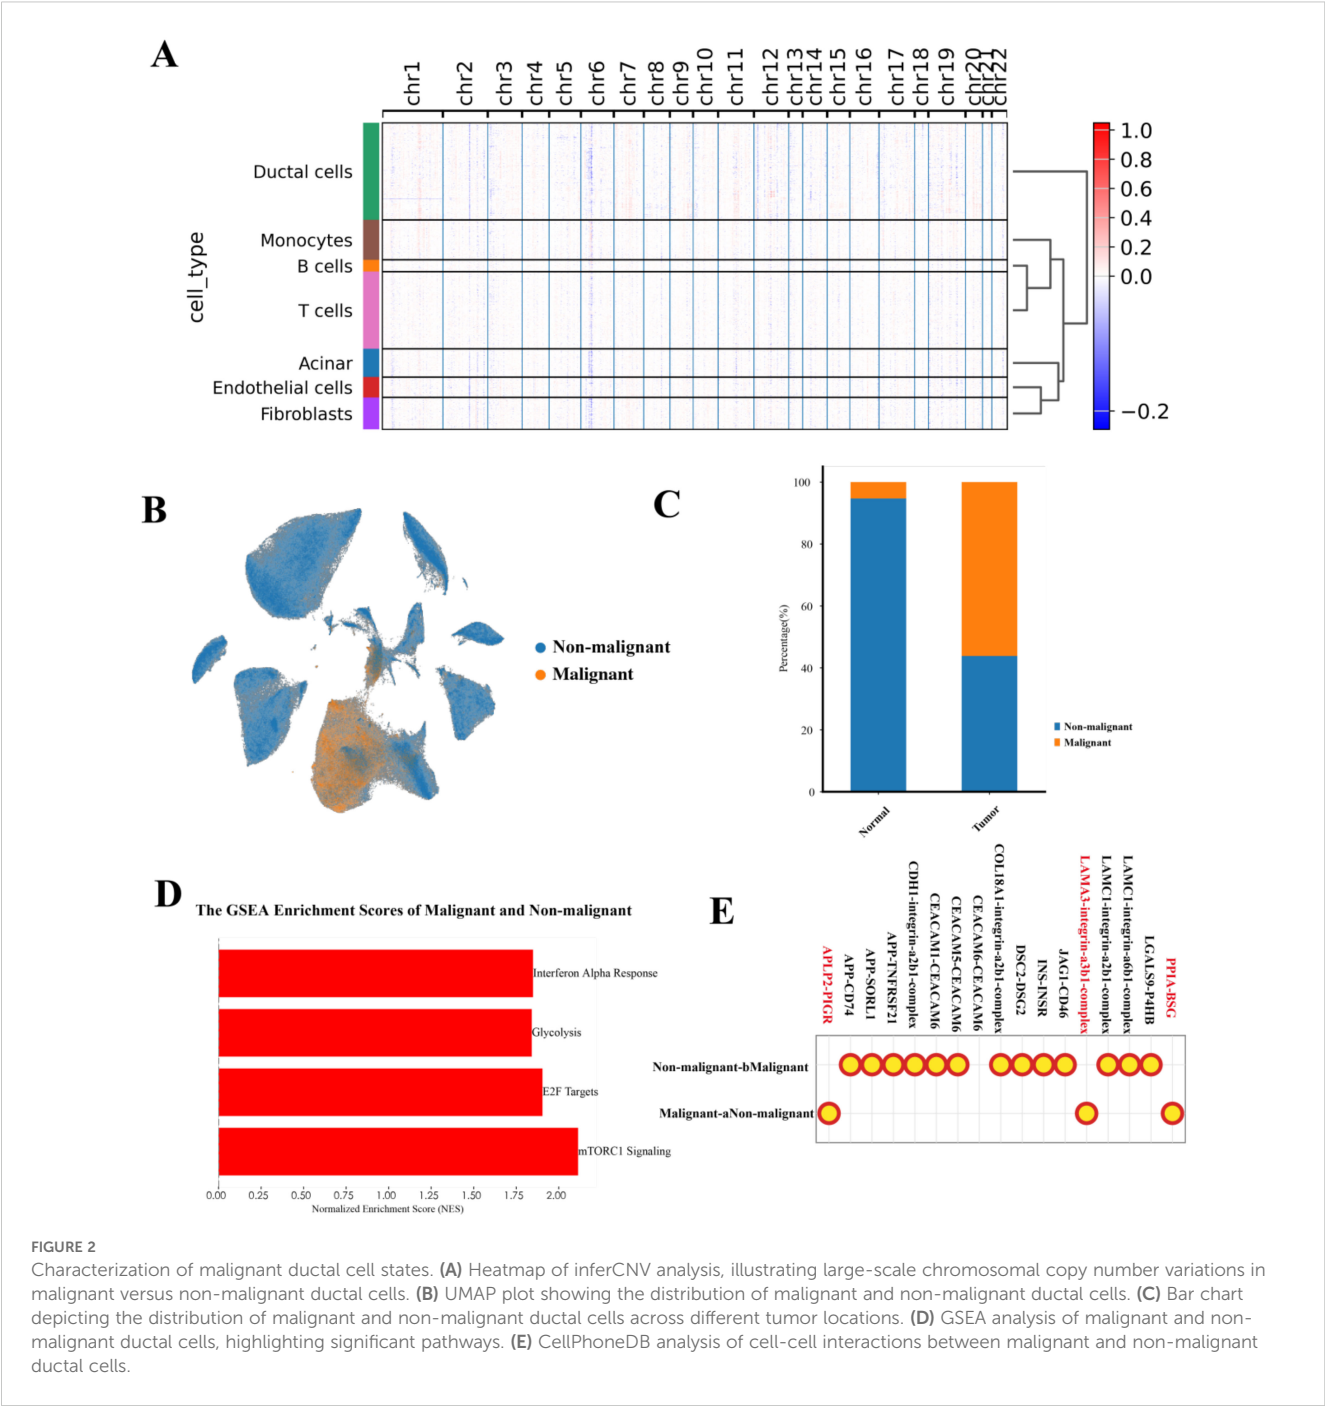 A
chr1
chr2
chr3
chr4
chr5
chr6
chr7
chr8
chr9
chr10
chr11
chr12
chr13
chr14
chr15
chr16
chr17
chr18
chr19
chr20
chr21
chr22
cell_type
Ductal cells
Monocytes
B cells
T cells
Acinar
Endothelial cells
Fibroblasts
1.0
0.8
0.6
0.4
0.2
0.0
−0.2
B
Non-malignant
Malignant
C
Percentage(%)
100
80
60
40
20
0
Normal
Tumor
Non-malignant
Malignant
D
The GSEA Enrichment Scores of Malignant and Non-malignant
Interferon Alpha Response
Glycolysis
E2F Targets
mTORC1 Signaling
0.00
0.25
0.50
0.75
1.00
1.25
1.50
1.75
2.00
Normalized Enrichment Score (NES)
E
APLP2-PIGR
APP-CD74
APP-SORL1
APP-TNFRSF21
CDH1-integrin-a2b1-complex
CEACAM1-CEACAM6
CEACAM5-CEACAM6
CEACAM6-CEACAM6
COL18A1-integrin-a2b1-complex
DSC2-DSG2
INS-INSR
JAG1-CD46
LAMA3-integrin-a3b1-complex
LAMC1-integrin-a2b1-complex
LAMC1-integrin-a6b1-complex
LGALS9-P4HB
PPIA-BSG
Non-malignant-bMalignant
Malignant-aNon-malignant
FIGURE 2
Characterization of malignant ductal cell states. (A) Heatmap of inferCNV analysis, illustrating large-scale chromosomal copy number variations in
malignant versus non-malignant ductal cells. (B) UMAP plot showing the distribution of malignant and non-malignant ductal cells. (C) Bar chart
depicting the distribution of malignant and non-malignant ductal cells across different tumor locations. (D) GSEA analysis of malignant and non-
malignant ductal cells, highlighting significant pathways. (E) CellPhoneDB analysis of cell-cell interactions between malignant and non-malignant
ductal cells.